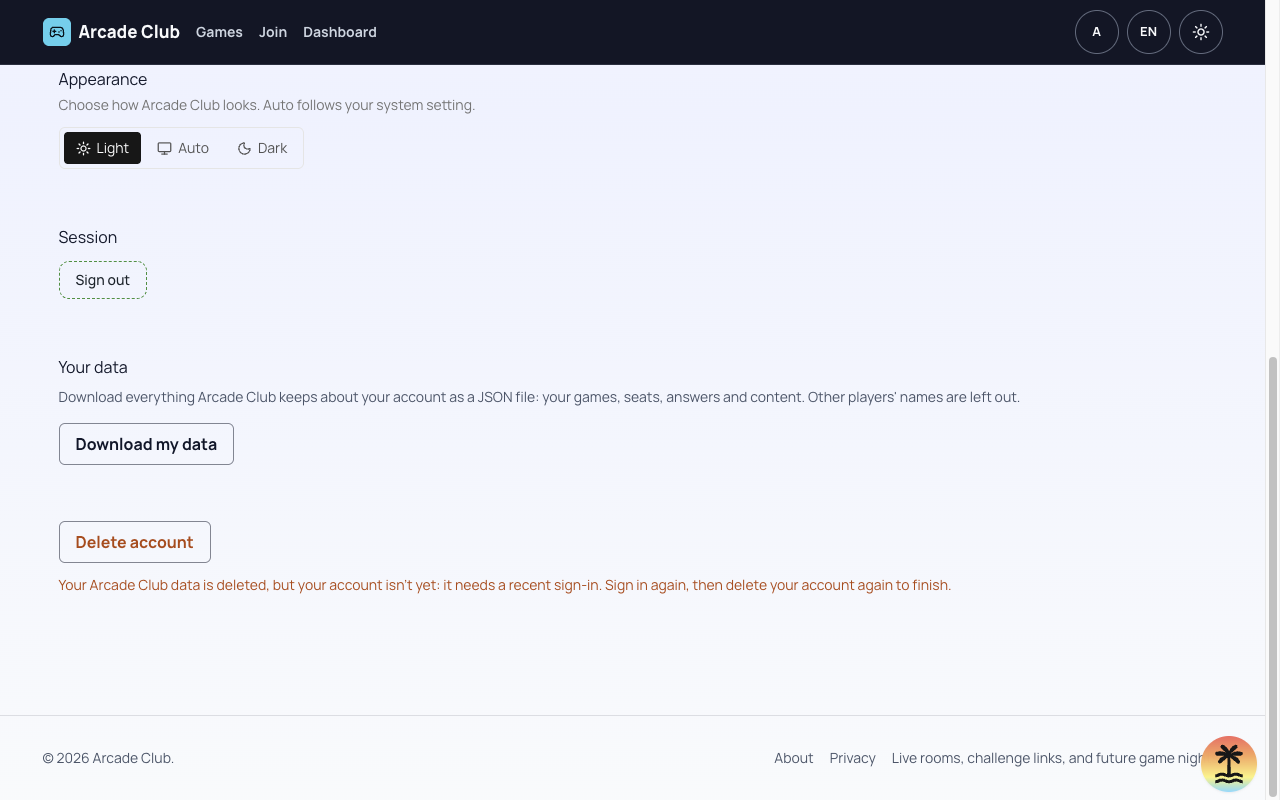 Arcade Club Games Join Dashboard A EN
Appearance
Choose how Arcade Club looks. Auto follows your system setting.
Light Auto Dark
Session
Sign out
Your data
Download everything Arcade Club keeps about your account as a JSON file: your games, seats, answers and content. Other players' names are left out.
Download my data
Delete account
Your Arcade Club data is deleted, but your account isn't yet: it needs a recent sign-in. Sign in again, then delete your account again to finish.
© 2026 Arcade Club. About Privacy Live rooms, challenge links, and future game